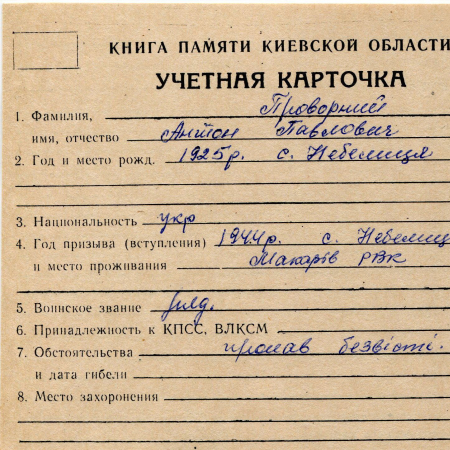 КНИГА ПАМЯТИ КИЕВСКОЙ ОБЛАСТИ
УЧЕТНАЯ КАРТОЧКА
1. Фамилия, Проворний
имя, отчество Антон Павлович
2. Год и место рожд. 1925р. с. Небелиця
3. Национальность укр
4. Год призыва (вступления) 1944р. с. Небелиц
и место проживания Макарів РВК
5. Воинское звание
6. Принадлежность к КПСС, ВЛКСМ
7. Обстоятельства пропав безвісті.
и дата гибели
8. Место захоронения